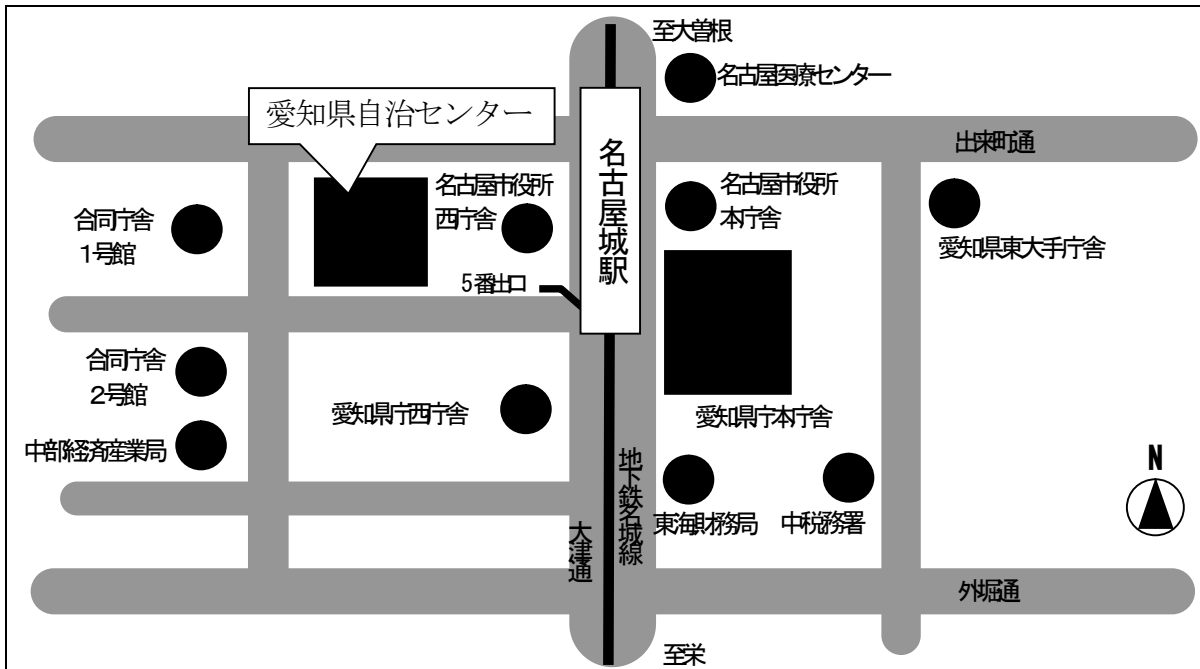 至大曽根
名古屋医療センター
愛知県自治センター
出来町通
名古屋城駅
名古屋市役所
西庁舎
名古屋市役所
本庁舎
合同庁舎
1号館
愛知県東大手庁舎
5番出口
合同庁舎
2号館
愛知県庁西庁舎
愛知県庁本庁舎
中部経済産業局
地下鉄名城線
N
東海財務局
中税務署
大津通
外堀通
至栄